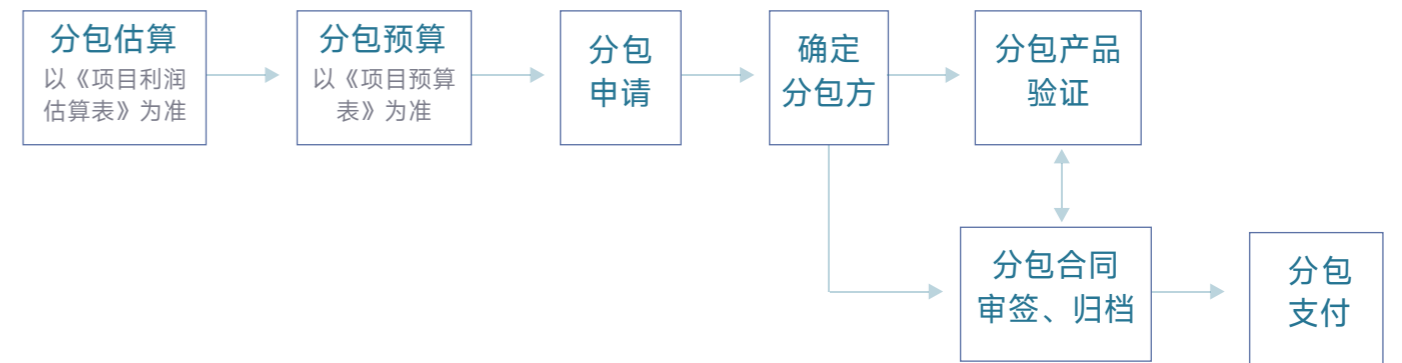 分包估算
以《项目利润
估算表》为准
分包预算
以《项目预算
表》为准
分包
申请
确定
分包方
分包产品
验证
分包合同
审签、归档
分包
支付